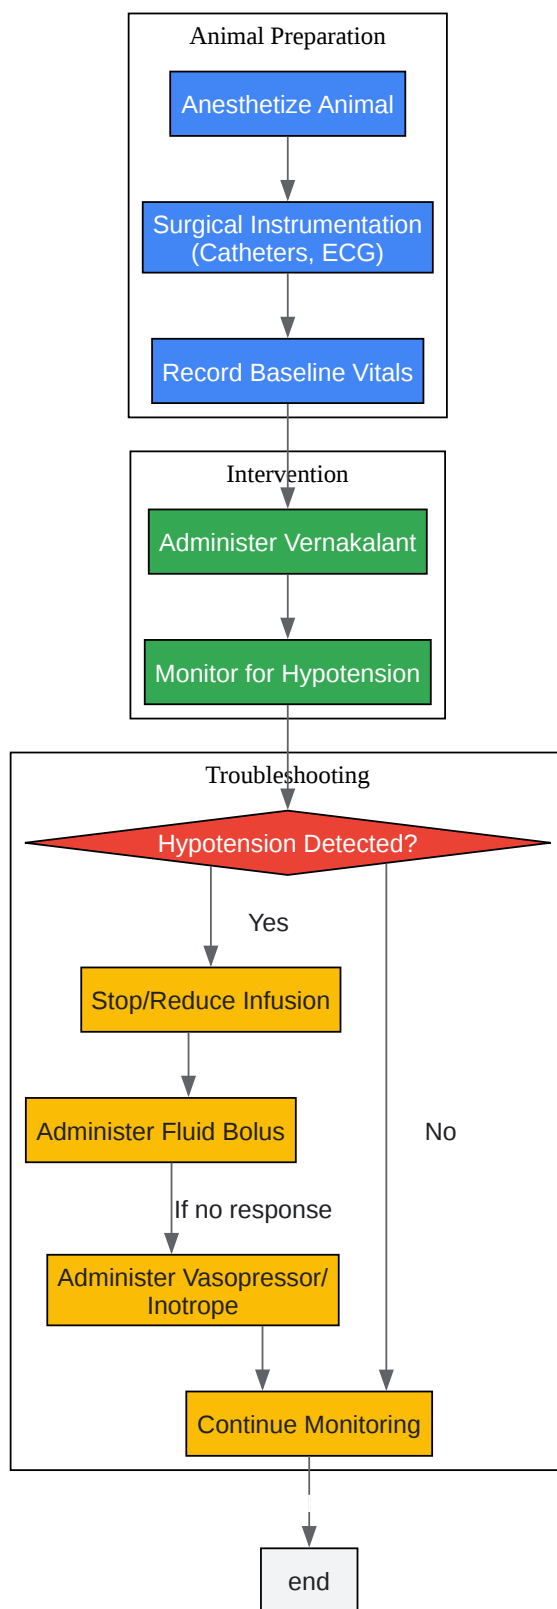 Animal Preparation
Anesthetize Animal
Surgical Instrumentation
(Catheters, ECG)
Record Baseline Vitals
Intervention
Administer Vernakalant
Monitor for Hypotension
Troubleshooting
Hypotension Detected?
Yes
Stop/Reduce Infusion
Administer Fluid Bolus
No
If no response
Administer Vasopressor/
Inotrope
Continue Monitoring
end